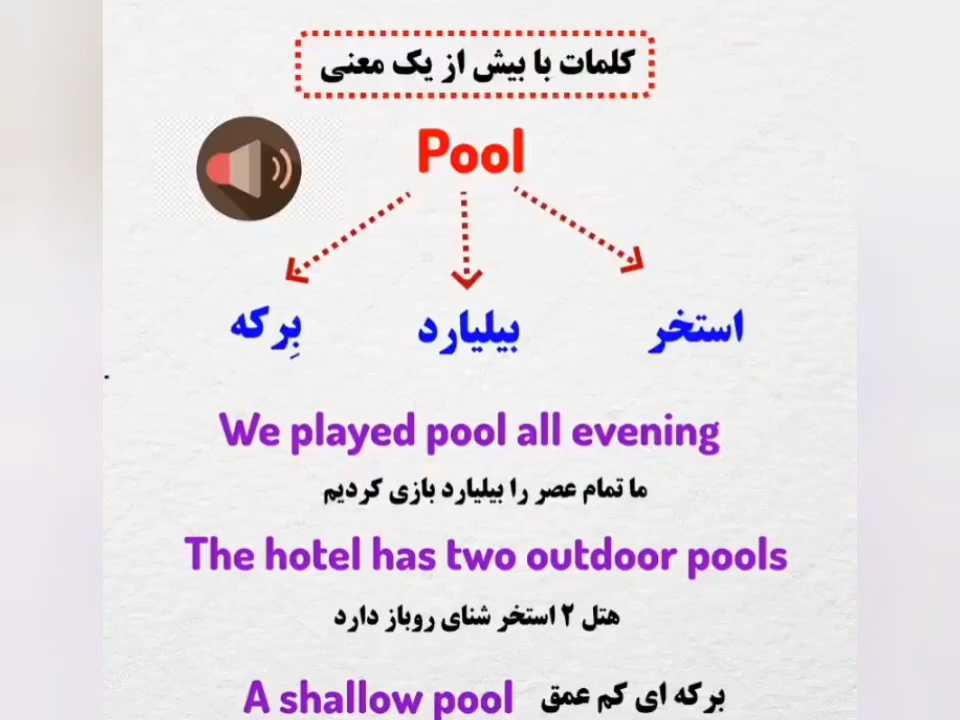 کلمات با بیش از یک معنی
Pool
استخر بیلیارد بِرکه
We played pool all evening
ما تمام عصر را بیلیارد بازی کردیم
The hotel has two outdoor pools
هتل ۲ استخر شنای روباز دارد
A shallow pool برکه ای کم عمق